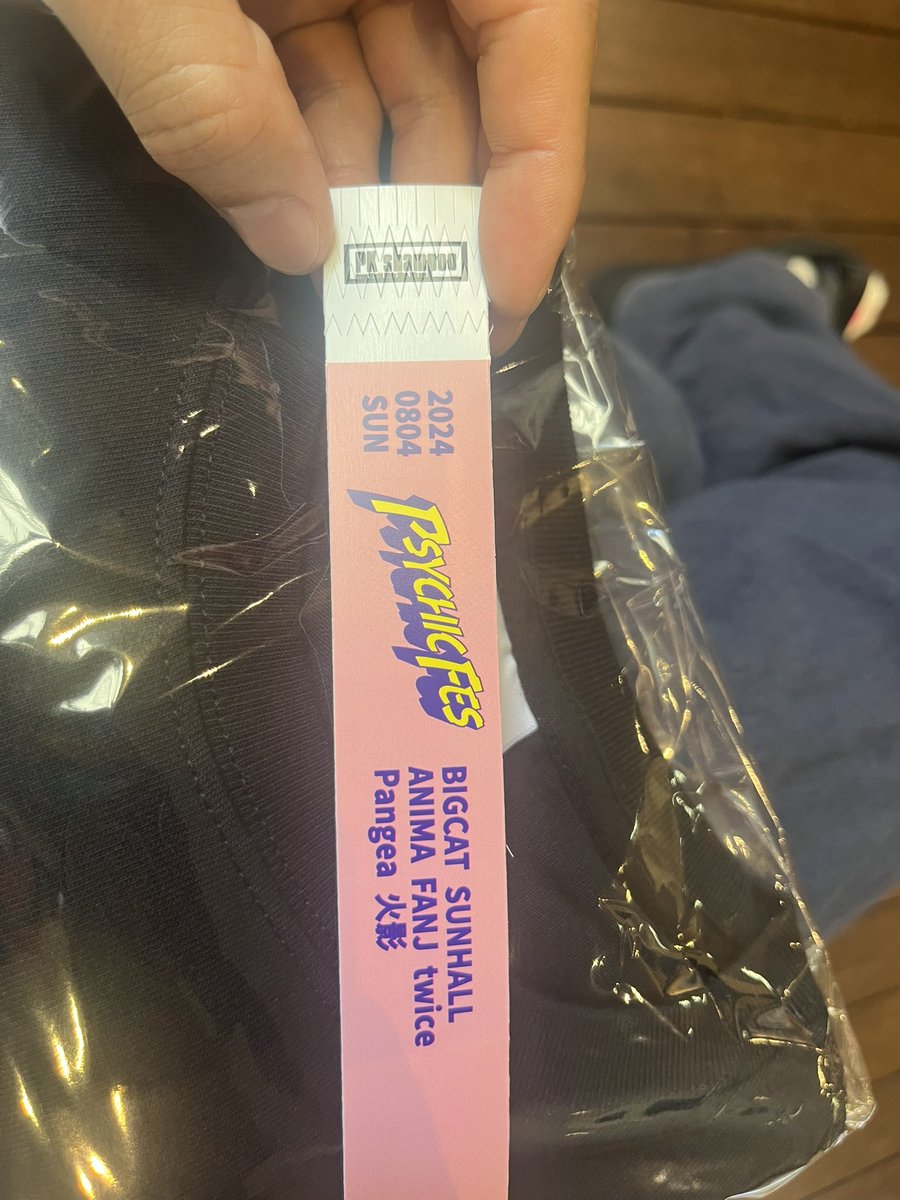 2024
0804
SUN
PSYCHIC FES
BIGCAT SUNHALL
ANIMA FANJ twice
Pangea 火影